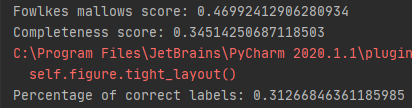 Fowlkes mallows score: 0.46992412906280934
Completeness score: 0.34514250687118503
C:\Program Files\JetBrains\PyCharm 2020.1.1\plugin
self.figure.tight_layout()
Percentage of correct labels: 0.31266846361185985